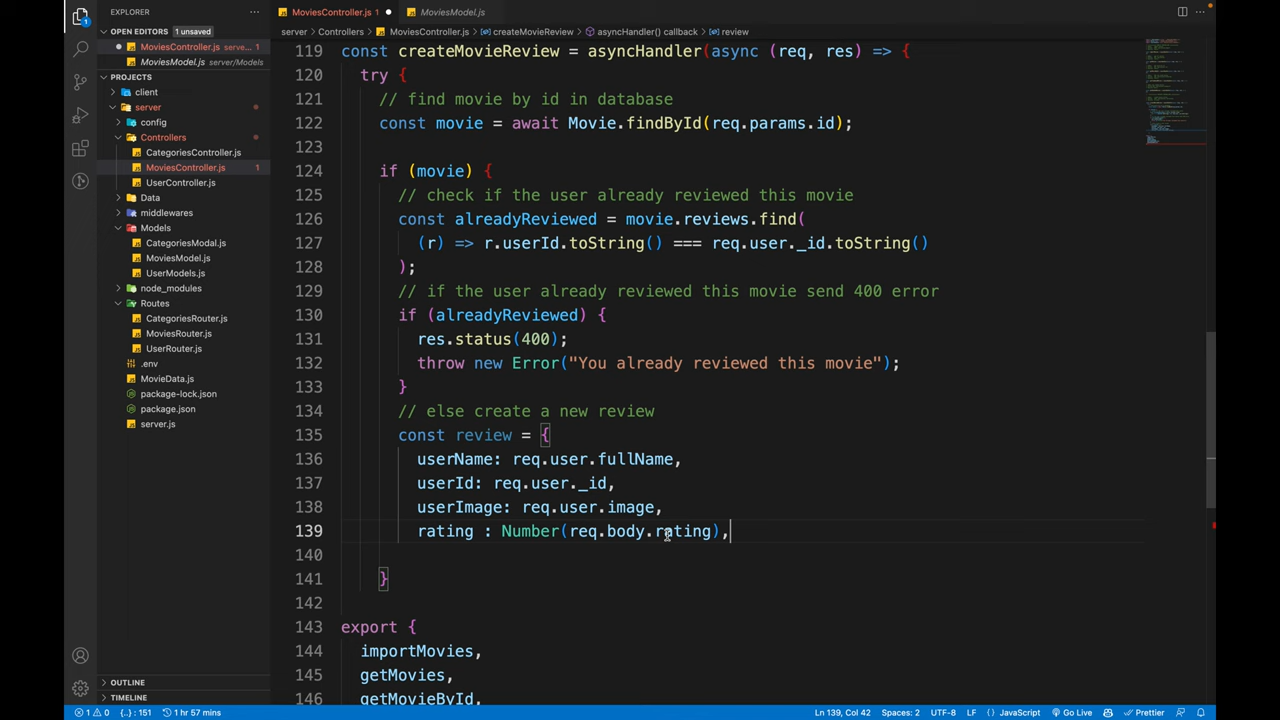 EXPLORER
···
MoviesController.js 1
MoviesModel.js
···
OPEN EDITORS 1 unsaved
MoviesController.js serve... 1
MoviesModel.js server/Models
server > Controllers > MoviesController.js > createMovieReview > asyncHandler() callback > review
PROJECTS
client
server
config
Controllers
CategoriesController.js
MoviesController.js 1
UserController.js
Data
middlewares
Models
CategoriesModal.js
MoviesModel.js
UserModels.js
node_modules
Routes
CategoriesRouter.js
MoviesRouter.js
UserRouter.js
.env
MovieData.js
package-lock.json
package.json
server.js
OUTLINE
TIMELINE
119 const createMovieReview = asyncHandler(async (req, res) => {
120 try {
121 // find movie by id in database
122 const movie = await Movie.findById(req.params.id);
123
124 if (movie) {
125 // check if the user already reviewed this movie
126 const alreadyReviewed = movie.reviews.find(
127 (r) => r.userId.toString() === req.user._id.toString()
128 );
129 // if the user already reviewed this movie send 400 error
130 if (alreadyReviewed) {
131 res.status(400);
132 throw new Error("You already reviewed this movie");
133 }
134 // else create a new review
135 const review = {
136 userName: req.user.fullName,
137 userId: req.user._id,
138 userImage: req.user.image,
139 rating : Number(req.body.rating),
140
141 }
142
143 export {
144 importMovies,
145 getMovies,
146 getMovieById,
1 0 {..} : 151 1 hr 57 mins
Ln 139, Col 42 Spaces: 2 UTF-8 LF {} JavaScript Go Live Prettier